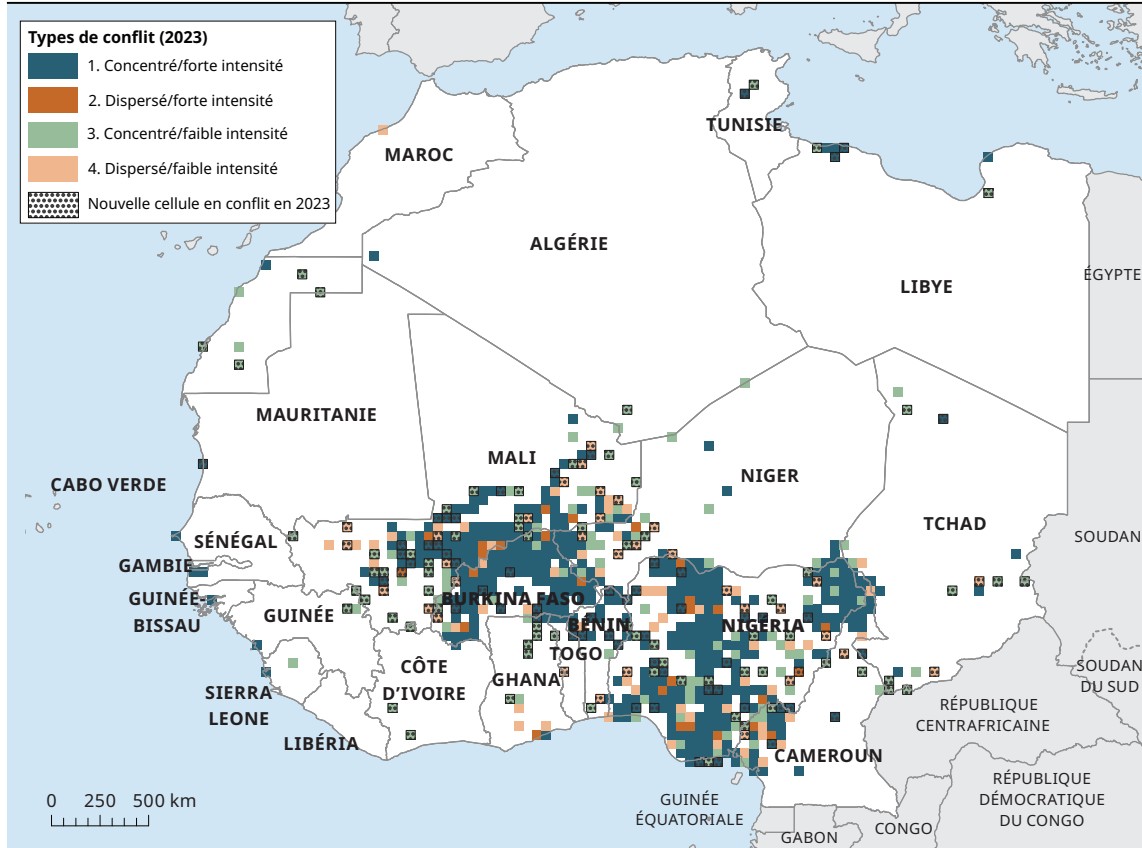 Types de conflit (2023)
1. Concentré/forte intensité
2. Dispersé/forte intensité
3. Concentré/faible intensité
4. Dispersé/faible intensité
Nouvelle cellule en conflit en 2023
TUNISIE
MAROC
ALGÉRIE
LIBYE
ÉGYPTE
MAURITANIE
MALI
NIGER
CABO VERDE
TCHAD
SÉNÉGAL
SOUDAN
GAMBIE
GUINÉE-
BISSAU
GUINÉE
BURKINA FASO
BÉNIN
NIGÉRIA
TOGO
CÔTE
D’IVOIRE
GHANA
SOUDAN
DU SUD
SIERRA
LEONE
RÉPUBLIQUE
CENTRAFRICAINE
LIBÉRIA
CAMEROUN
0 250 500 km
GUINÉE
ÉQUATORIALE
RÉPUBLIQUE
DÉMOCRATIQUE
DU CONGO
GABON
CONGO